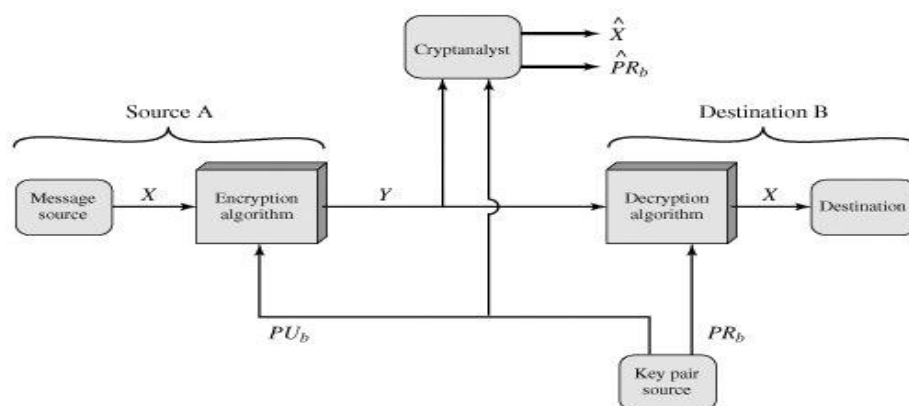 X̂
Cryptanalyst
P̂R_b
Source A
Destination B
Message
source
X
Encryption
algorithm
Y
Decryption
algorithm
X
Destination
PU_b
PR_b
Key pair
source